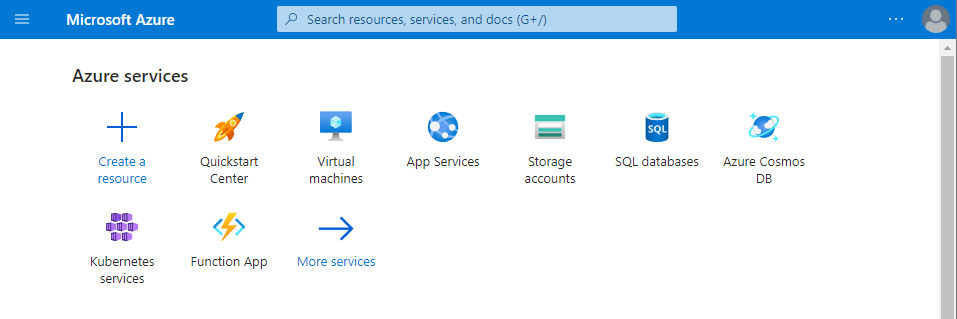 Microsoft Azure
Search resources, services, and docs (G+/)
...
Azure services
Create a
resource
Quickstart
Center
Virtual
machines
App Services
Storage
accounts
SQL
SQL databases
Azure Cosmos
DB
Kubernetes
services
Function App
More services